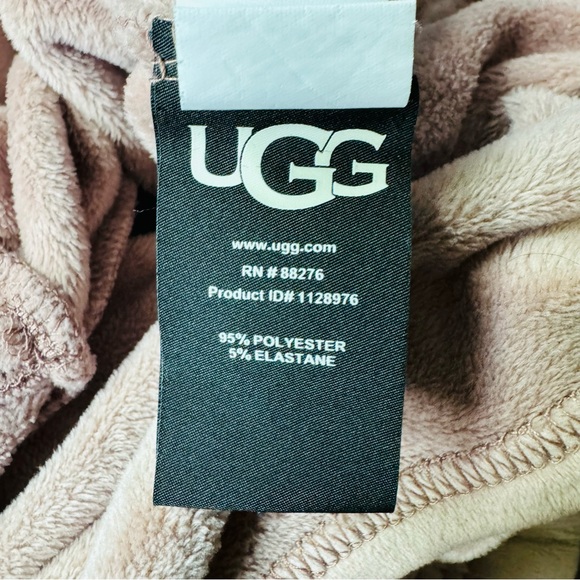 UGG
www.ugg.com
RN # 88276
Product ID# 1128976
95% POLYESTER
5% ELASTANE